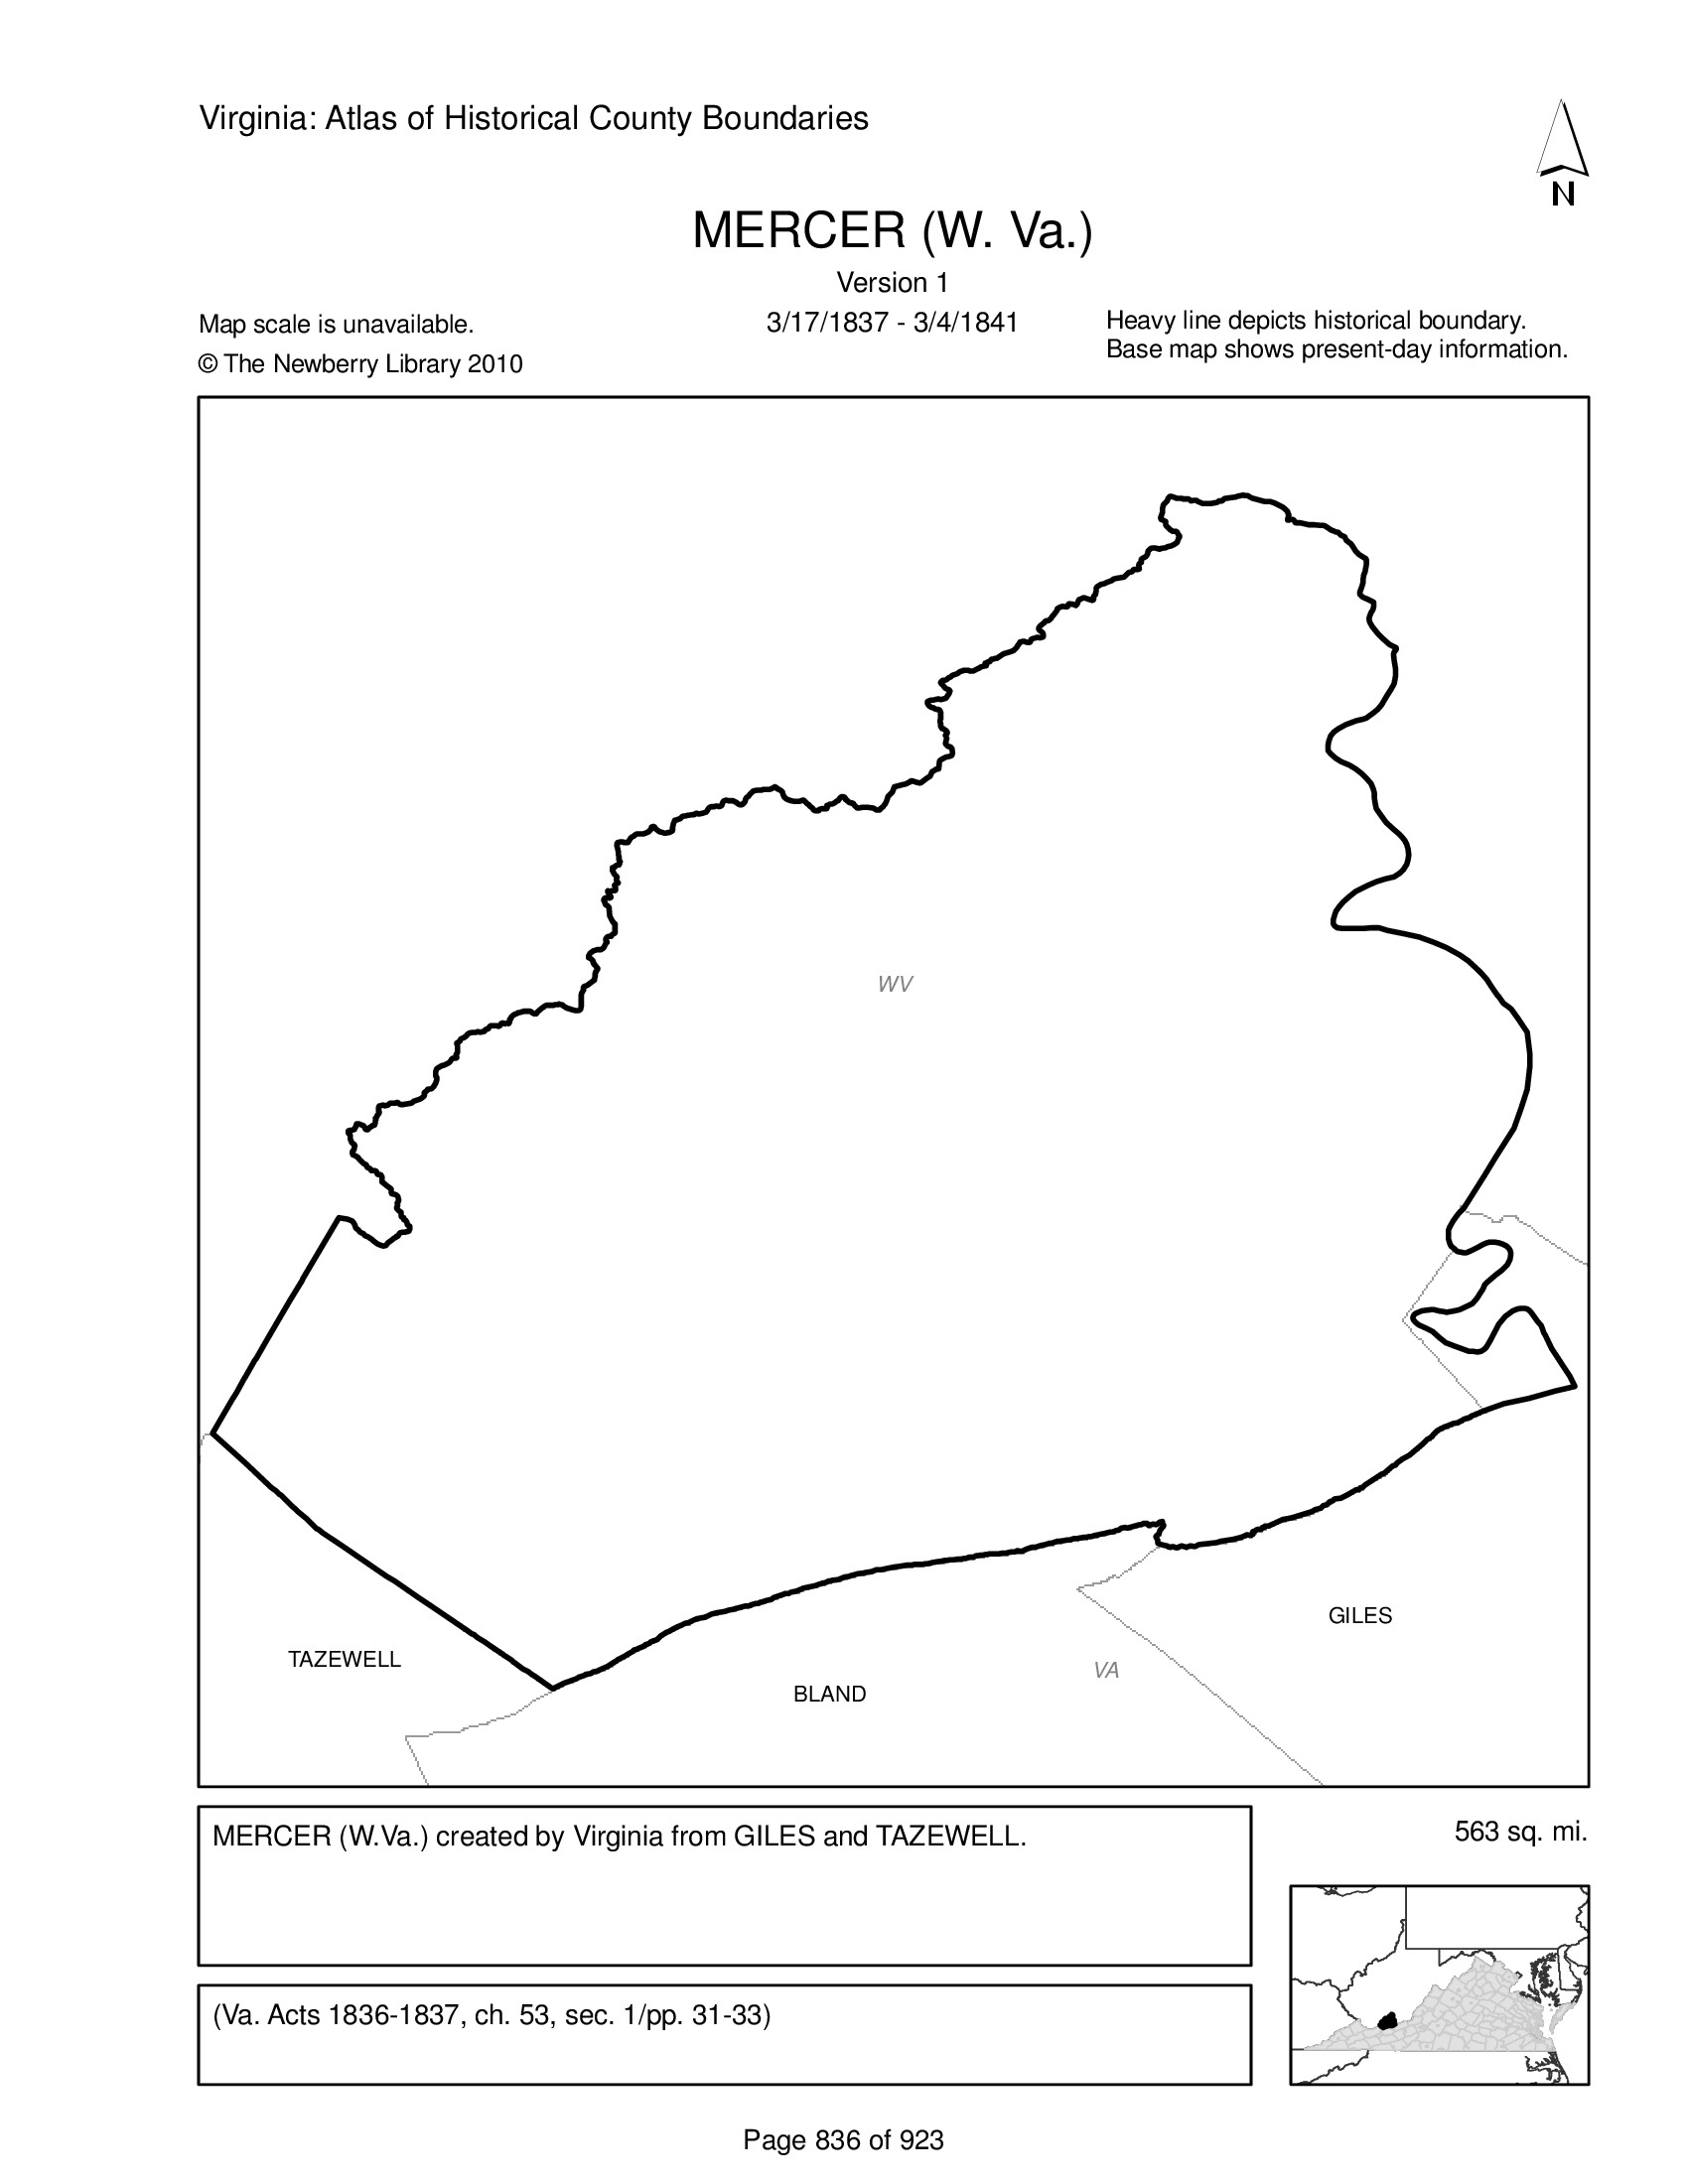 Virginia: Atlas of Historical County Boundaries
N
MERCER (W. Va.)
Version 1
3/17/1837 - 3/4/1841
Map scale is unavailable.
© The Newberry Library 2010
Heavy line depicts historical boundary.
Base map shows present-day information.
WV
GILES
TAZEWELL
VA
BLAND
MERCER (W.Va.) created by Virginia from GILES and TAZEWELL.
563 sq. mi.
(Va. Acts 1836-1837, ch. 53, sec. 1/pp. 31-33)
Page 836 of 923